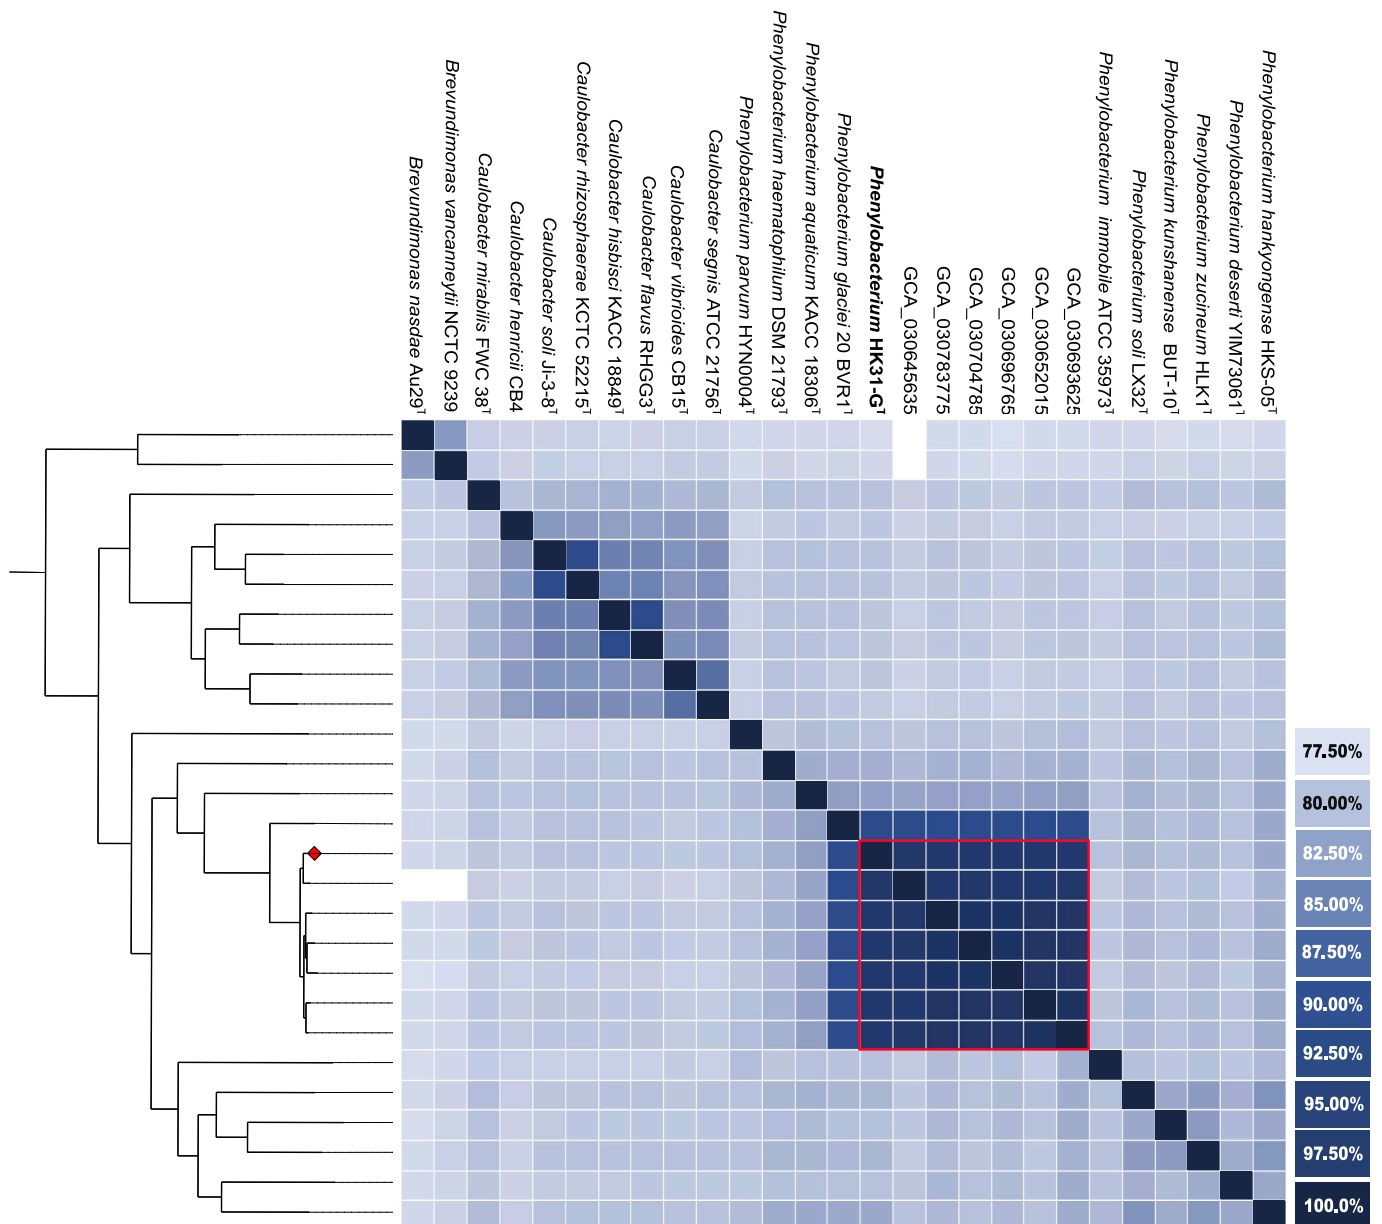 Brevundimonas nasdae Au29ᵀ
Brevundimonas vancanneytii NCTC 9239
Caulobacter mirabilis FWC 38ᵀ
Caulobacter henricii CB4
Caulobacter soli Ji-3-8ᵀ
Caulobacter rhizosphaerae KCTC 52215ᵀ
Caulobacter hisbisci KACC 18849ᵀ
Caulobacter flavus RHGG3ᵀ
Caulobacter vibrioides CB15ᵀ
Caulobacter segnis ATCC 21756ᵀ
Phenylobacterium parvum HYN0004ᵀ
Phenylobacterium haematophilum DSM 21793ᵀ
Phenylobacterium aquaticum KACC 18306ᵀ
Phenylobacterium glaciei 20 BVR1ᵀ
Phenylobacterium HK31-Gᵀ
GCA_030645635
GCA_030783775
GCA_030704785
GCA_030696765
GCA_030652015
GCA_030693625
Phenylobacterium immobile ATCC 35973ᵀ
Phenylobacterium soli LX32ᵀ
Phenylobacterium kunshanense BUT-10ᵀ
Phenylobacterium zucineum HLK1ᵀ
Phenylobacterium deserti YIM73061ᵀ
Phenylobacterium hankyongense HKS-05ᵀ
77.50%
80.00%
82.50%
85.00%
87.50%
90.00%
92.50%
95.00%
97.50%
100.0%